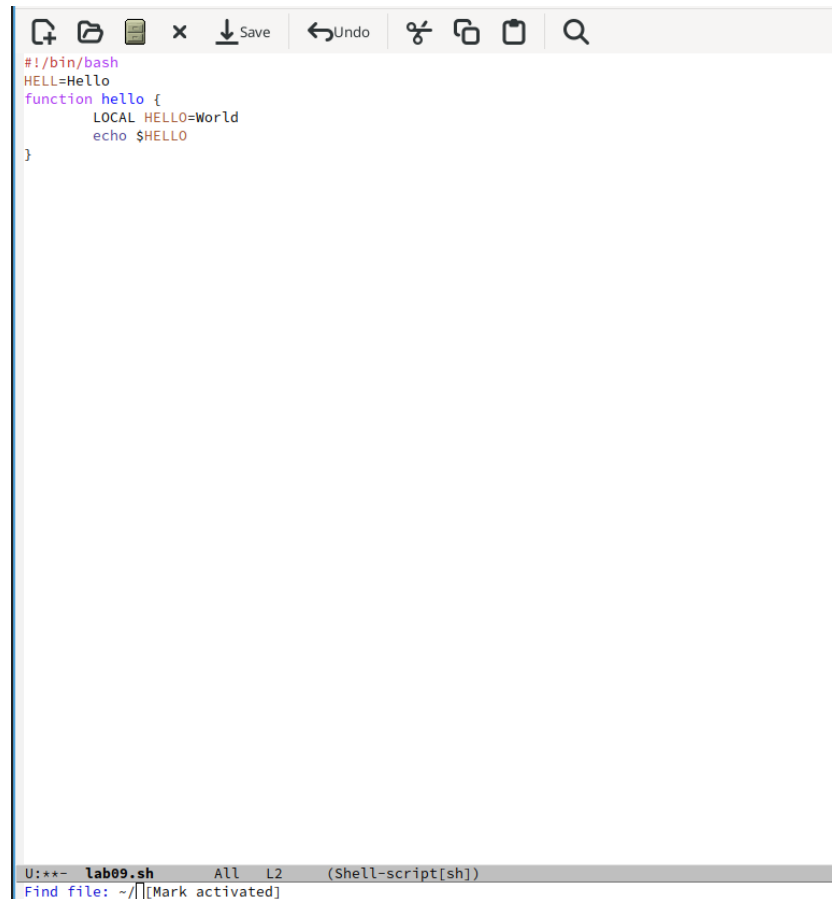 Save Undo
#!/bin/bash
HELL=Hello
function hello {
        LOCAL HELLO=World
        echo $HELLO
}
U:**-  lab09.sh       All   L2     (Shell-script[sh])
Find file: ~/ [Mark activated]